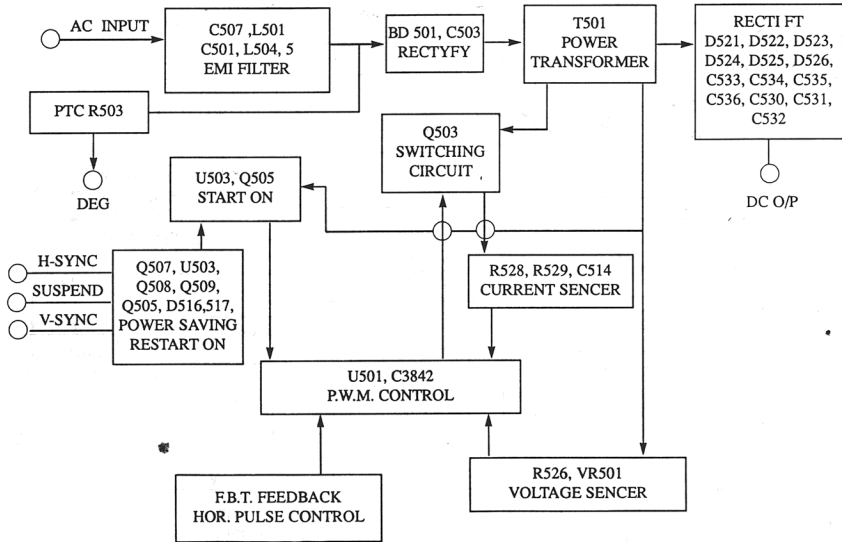 AC INPUT
C507 ,L501
C501, L504, 5
EMI FILTER
BD 501, C503
RECTYFY
T501
POWER
TRANSFORMER
RECTI FT
D521, D522, D523,
D524, D525, D526,
C533, C534, C535,
C536, C530, C531,
C532
PTC R503
DEG
Q503
SWITCHING
CIRCUIT
DC O/P
U503, Q505
START ON
H-SYNC
SUSPEND
V-SYNC
Q507, U503,
Q508, Q509,
Q505, D516,517,
POWER SAVING
RESTART ON
R528, R529, C514
CURRENT SENCER
U501, C3842
P.W.M. CONTROL
F.B.T. FEEDBACK
HOR. PULSE CONTROL
R526, VR501
VOLTAGE SENCER